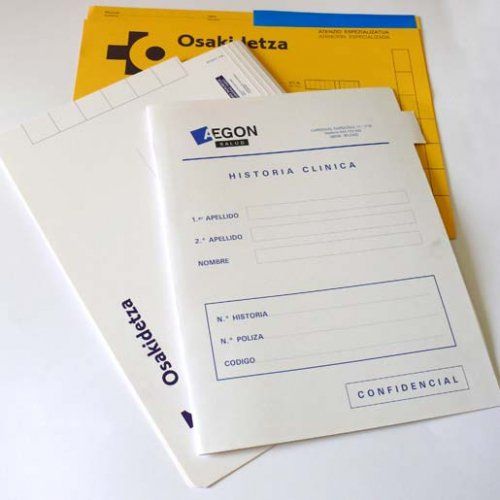 Osakidetza
ATENZIO ESPEZIALIZATUA
ATENCION ESPECIALIZADA
AEGON
SALUD
HISTORIA CLINICA
1.er APELLIDO
2.º APELLIDO
NOMBRE
N.º HISTORIA
N.º POLIZA
CODIGO
CONFIDENCIAL
Osakidetza